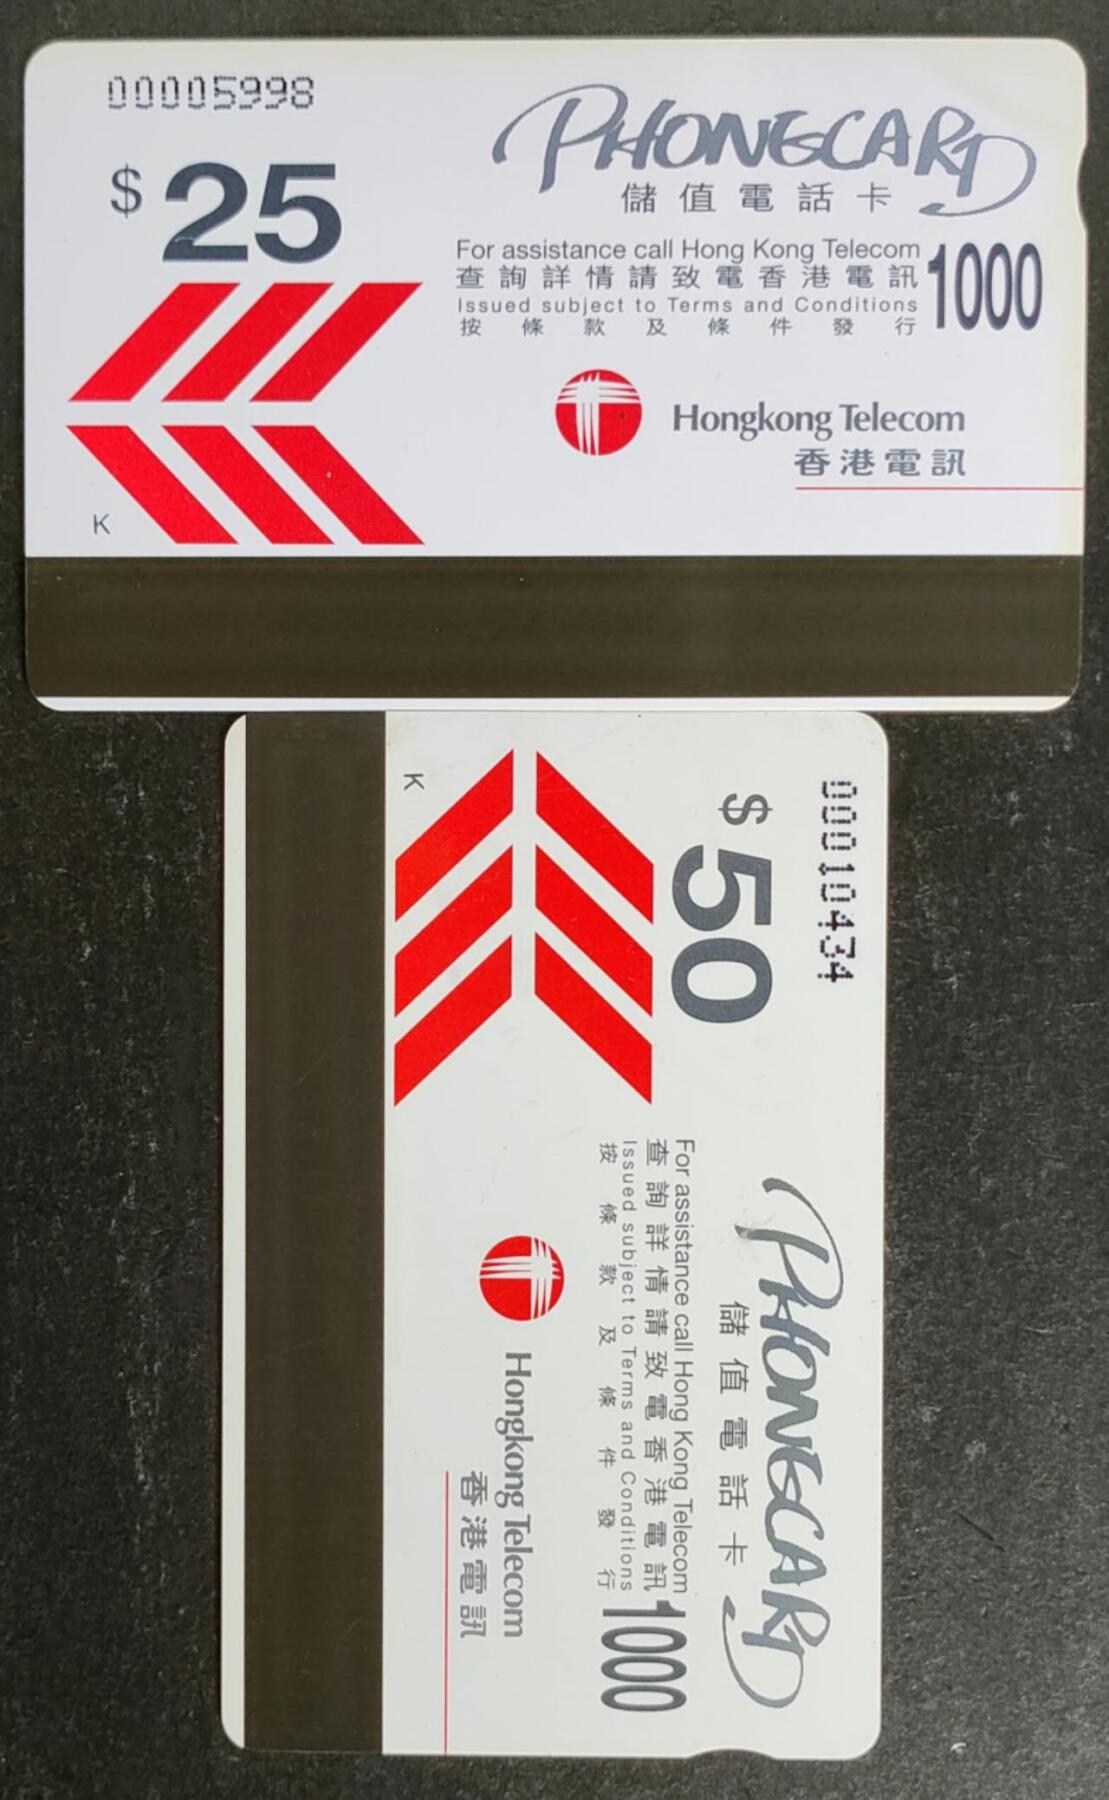 00005998
$25
PHONECARD
儲值電話卡
For assistance call Hong Kong Telecom
查詢詳情請致電香港電訊 1000
Issued subject to Terms and Conditions
按條款及條件發行
Hongkong Telecom
香港電訊
K
00010434
$50
PHONECARD
儲值電話卡
For assistance call Hong Kong Telecom
查詢詳情請致電香港電訊 1000
Issued subject to Terms and Conditions
按條款及條件發行
Hongkong Telecom
香港電訊
K